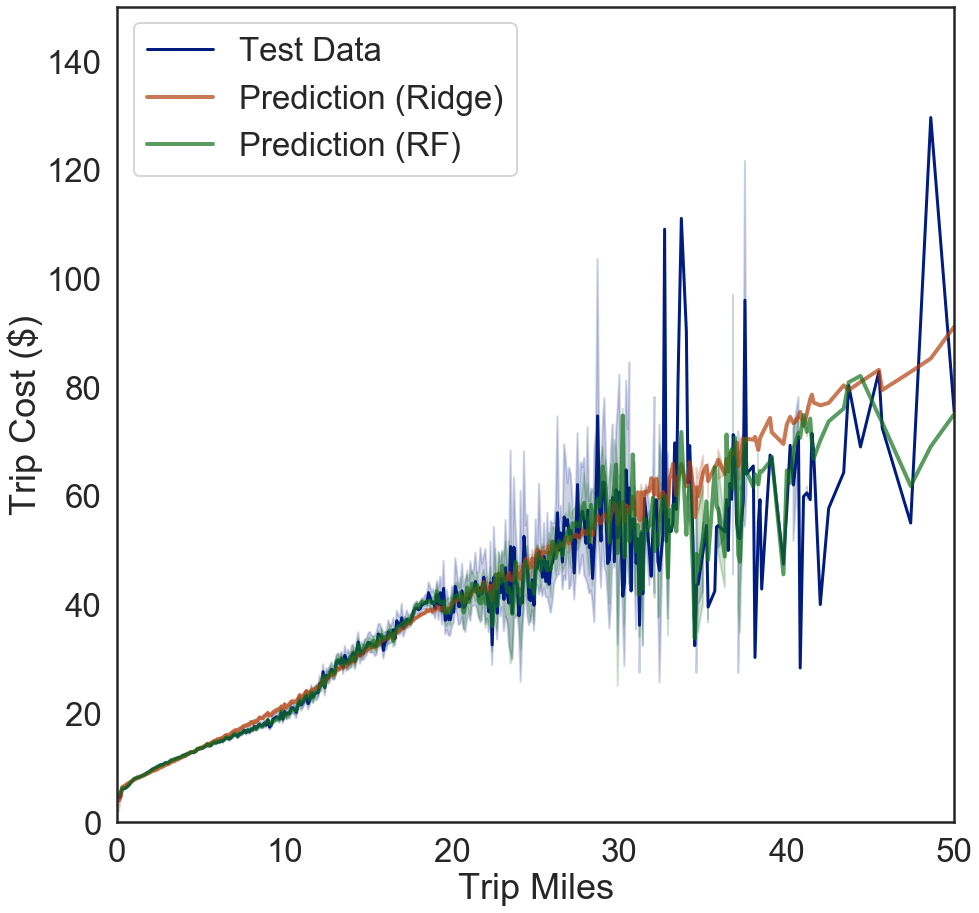 Test Data
Prediction (Ridge)
Prediction (RF)
140
120
100
80
60
40
20
0
Trip Cost ($)
0 10 20 30 40 50
Trip Miles